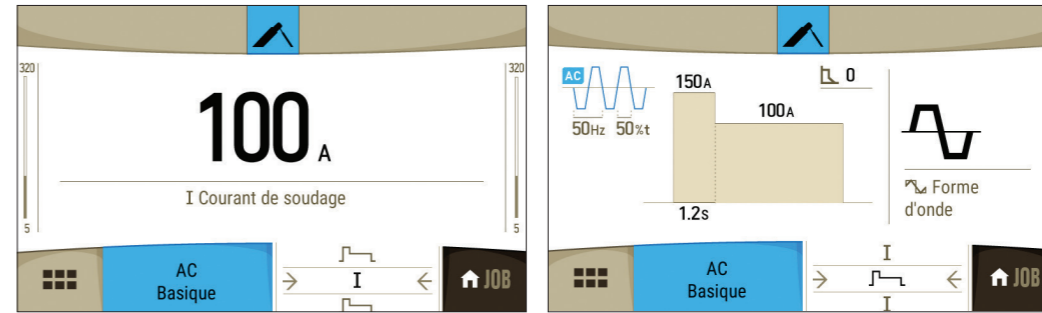 320
320
100 A
I Courant de soudage
5
5
AC
Basique
I
JOB
AC
50Hz 50%t
150A
1.2s
100A
0
Forme
d'onde
AC
Basique
I
I
JOB